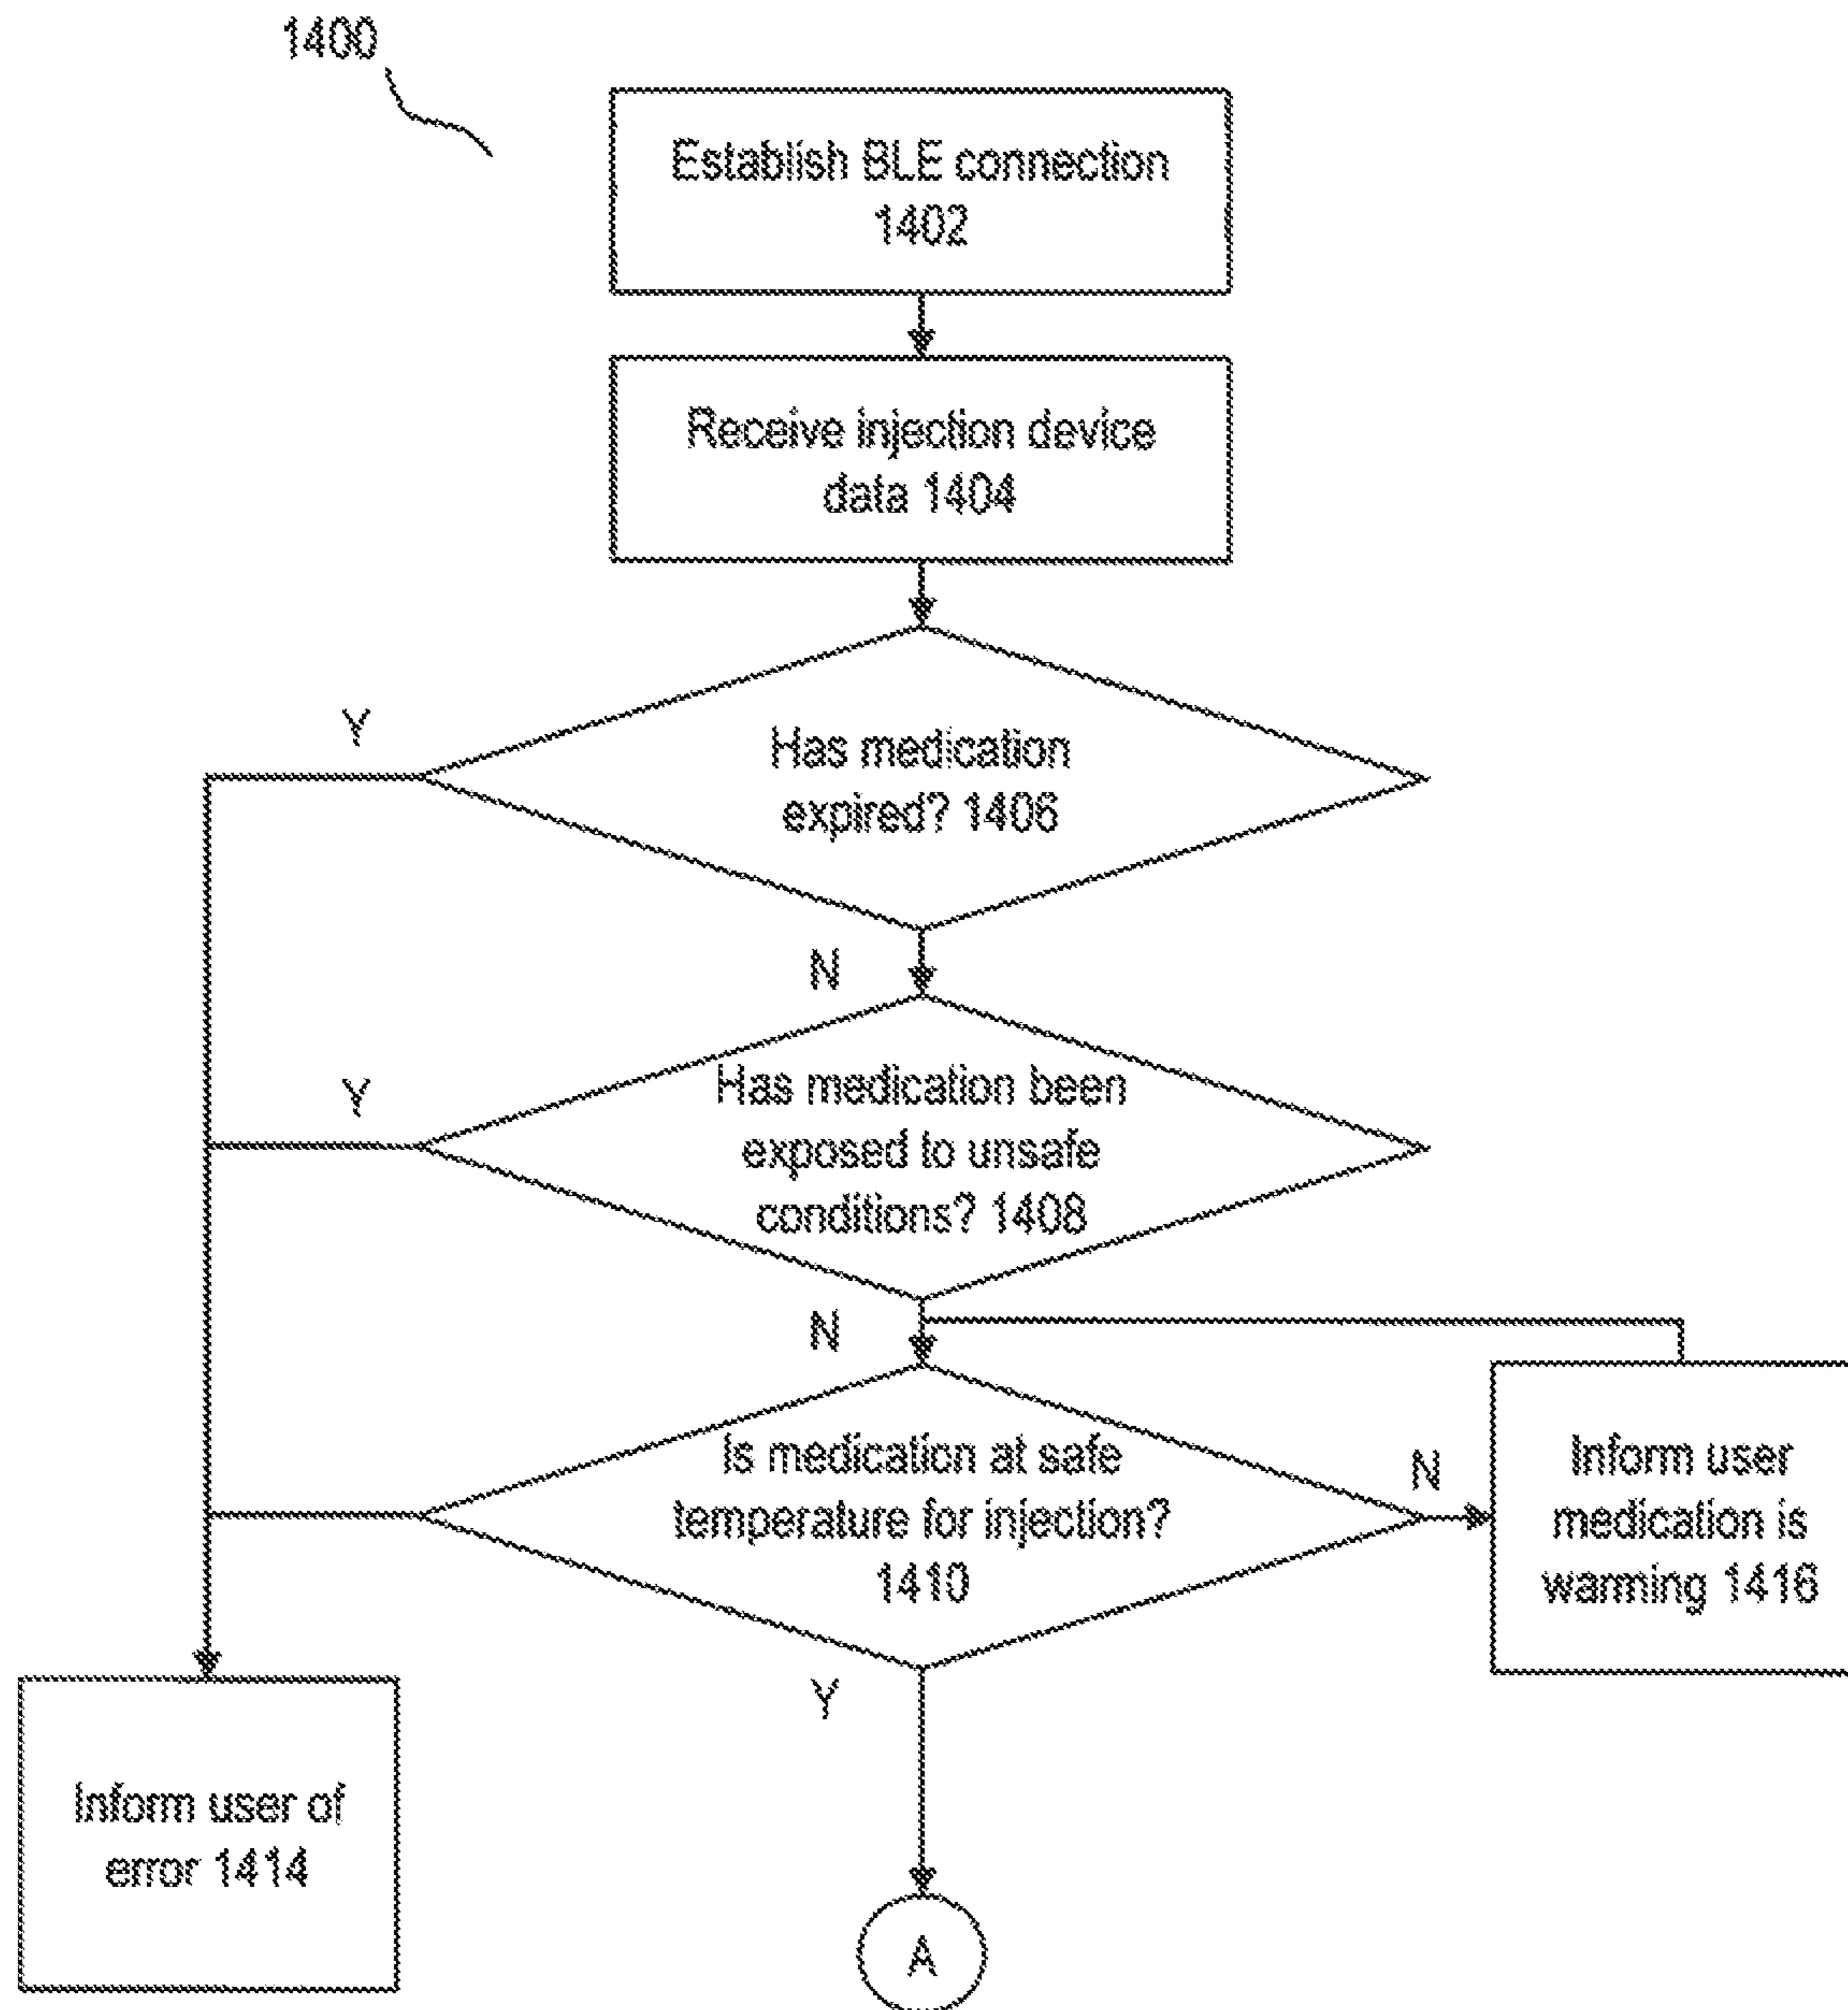 1400
Establish BLE connection
1402
Receive injection device
data 1404
Y
Has medication
expired? 1406
N
Y
Has medication been
exposed to unsafe
conditions? 1408
N
Is medication at safe
temperature for injection?
1410
N
Inform user
medication is
warming 1416
Y
Inform user of
error 1414
A